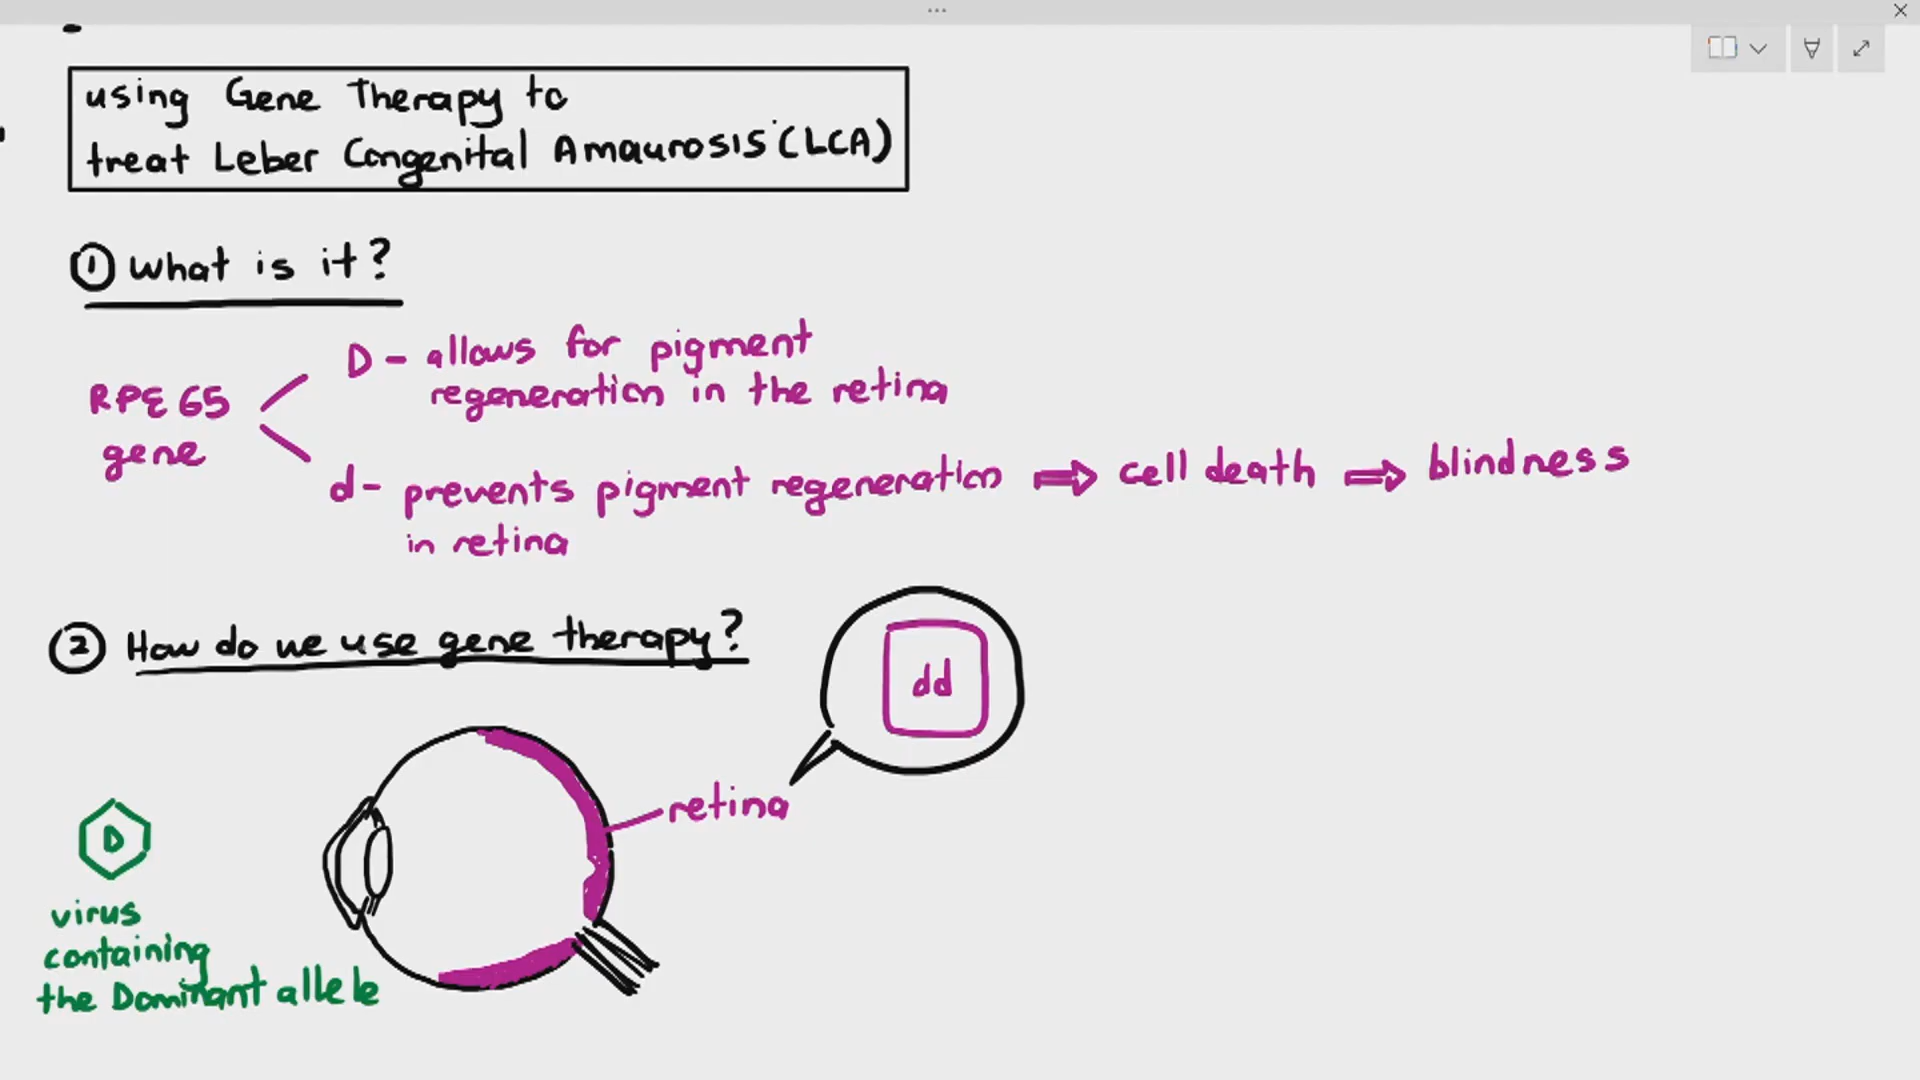 using Gene Therapy to
treat Leber Congenital Amaurosis (LCA)
① what is it?
D - allows for pigment
regeneration in the retina
RPE65
gene
d - prevents pigment regeneration ⇒ cell death ⇒ blindness
in retina
② How do we use gene therapy?
dd
retina
D
virus
containing
the Dominant allele